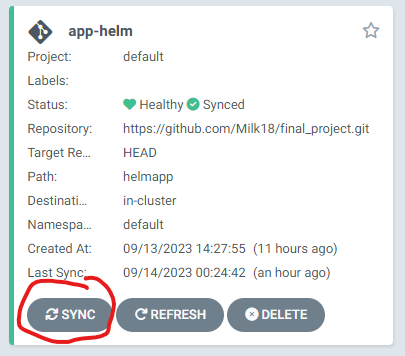 app-helm
Project: default
Labels:
Status: Healthy Synced
Repository: https://github.com/Milk18/final_project.git
Target Re... HEAD
Path: helmapp
Destinati... in-cluster
Namespa... default
Created At: 09/13/2023 14:27:55 (11 hours ago)
Last Sync: 09/14/2023 00:24:42 (an hour ago)
SYNC REFRESH DELETE